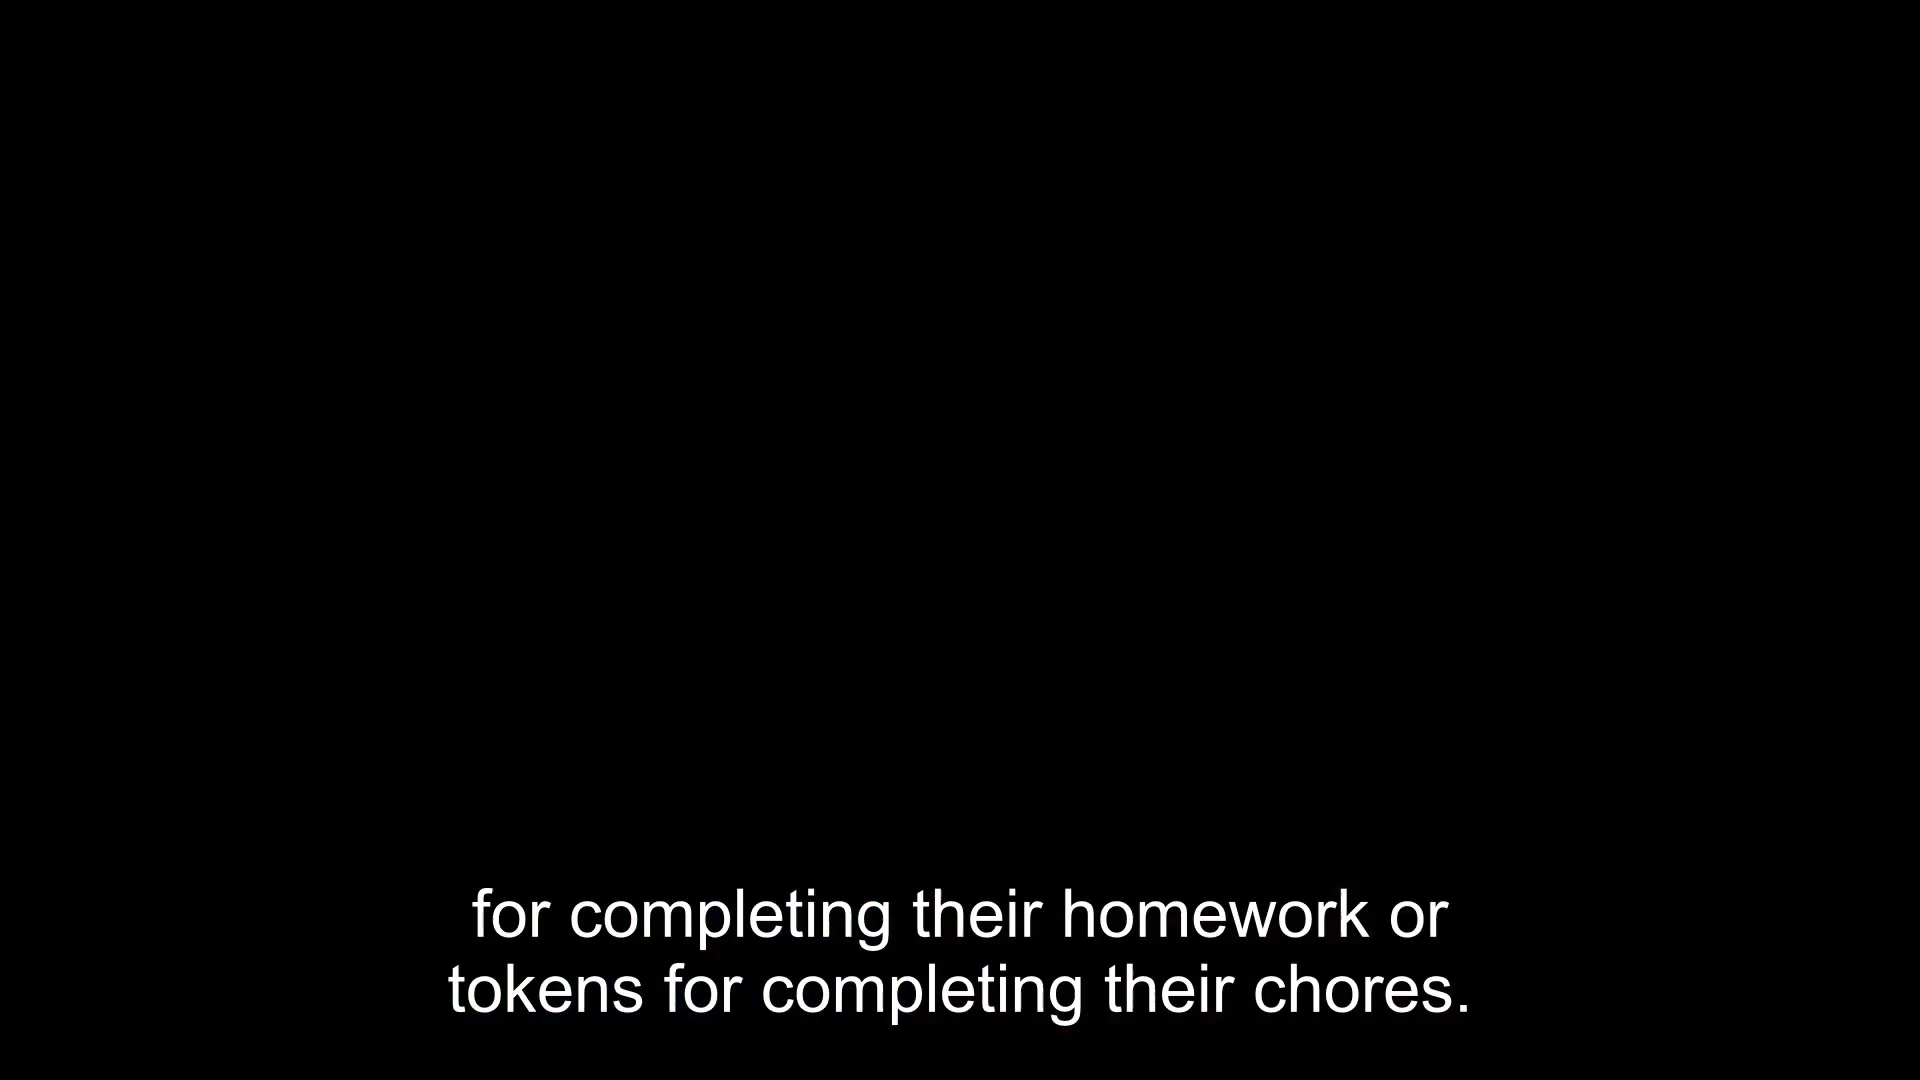 for completing their homework or
tokens for completing their chores.